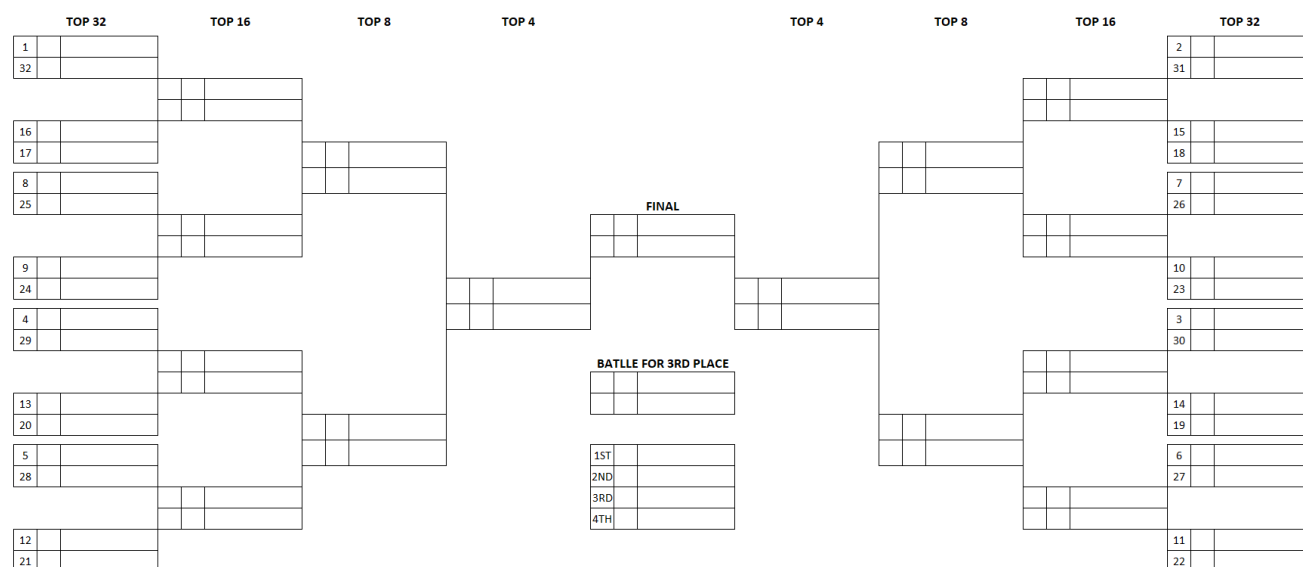 TOP 32 TOP 16 TOP 8 TOP 4 TOP 4 TOP 8 TOP 16 TOP 32
1 2
32 31
16 15
17 18
8 7
25 26
FINAL
9 10
24 23
4 3
29 30
BATLLE FOR 3RD PLACE
13 14
20 19
5 1ST 6
28 2ND 27
3RD
4TH
12 11
21 22